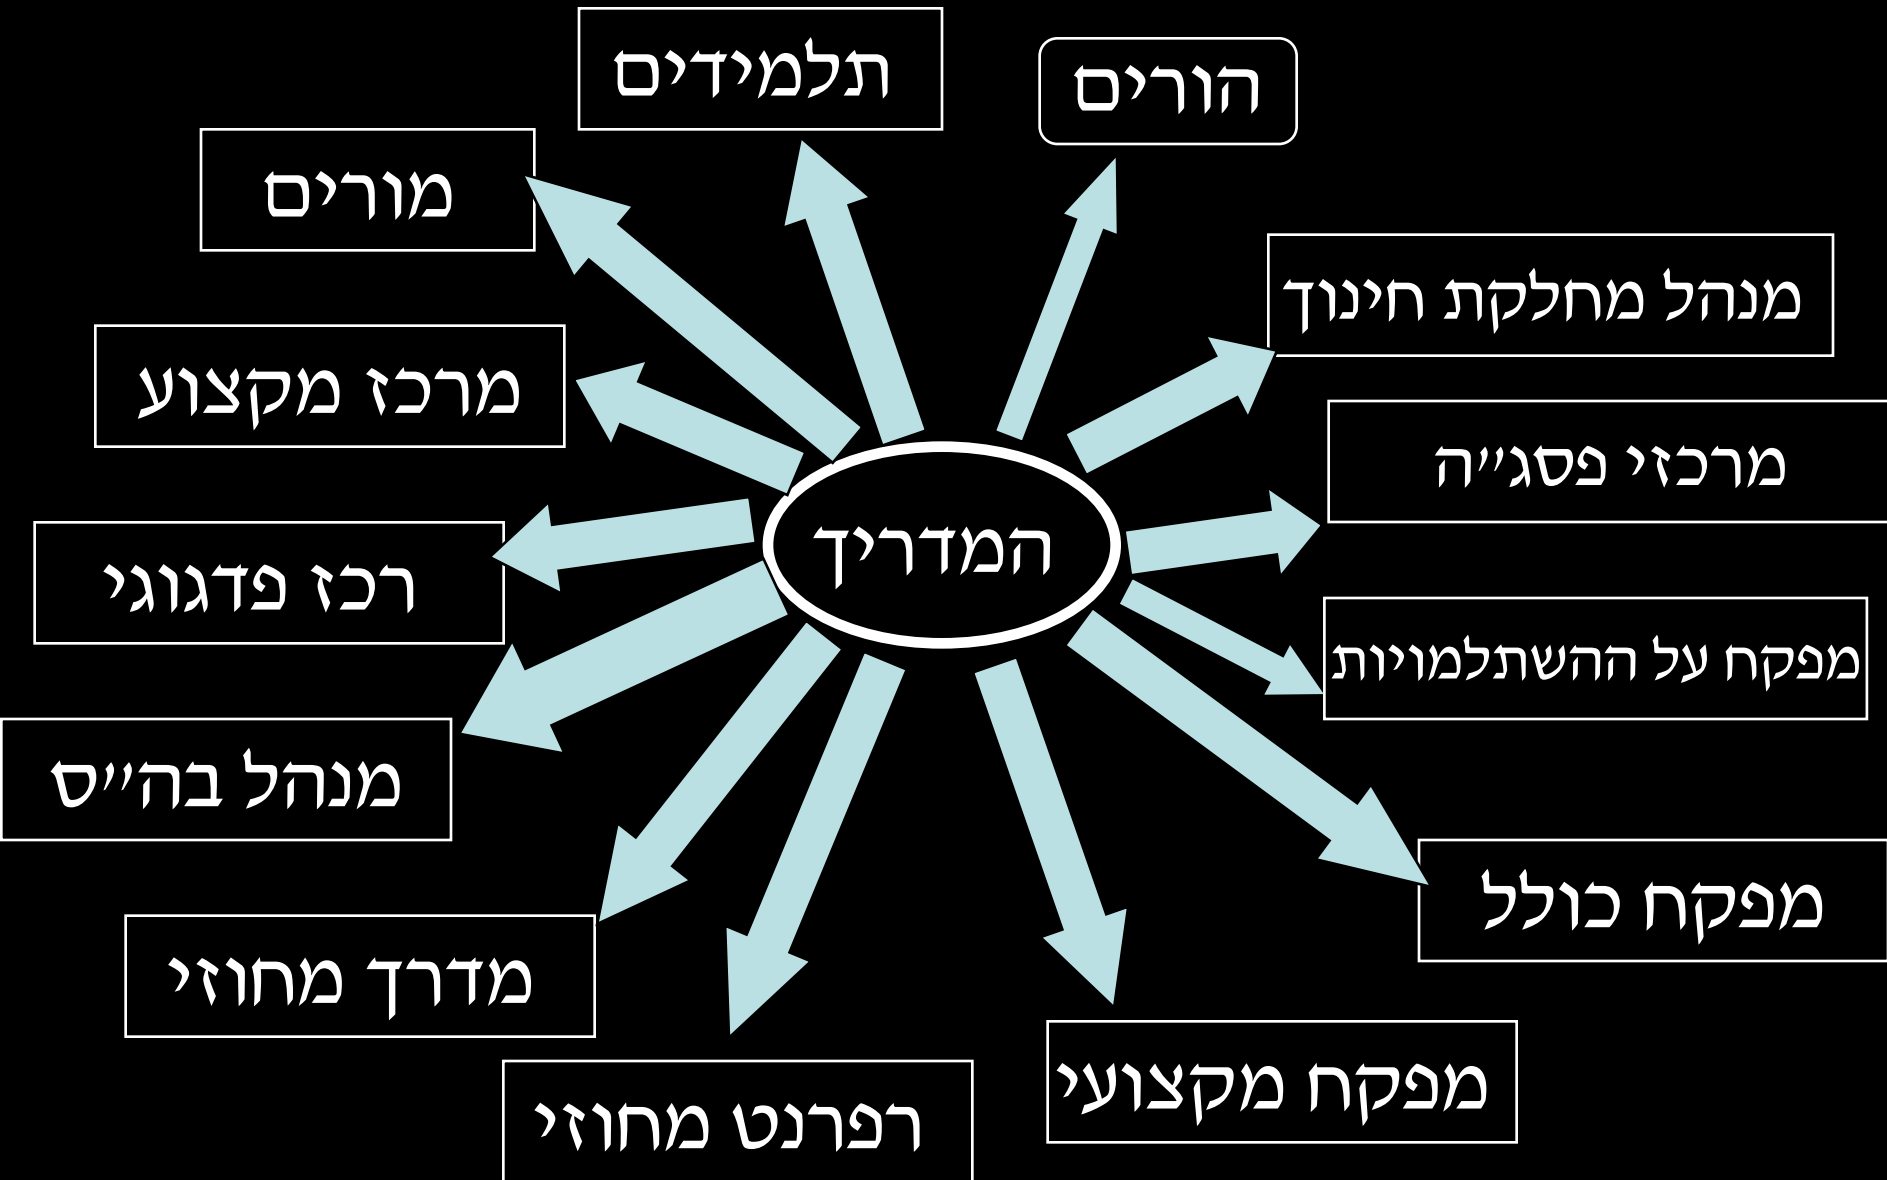 הורים
תלמידים
מורים
מנהל מחלקת חינוך
מרכז מקצוע
מרכזי פסג״ה
המדריך
רכז פדגוגי
מפקח על ההשתלמויות
מנהל בה״ס
מפקח כולל
מדרך מחוזי
מפקח מקצועי
רפרנט מחוזי